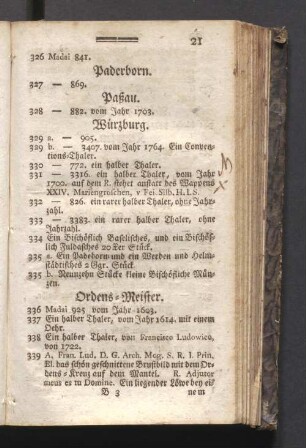 21
326 Madai 841.
Paderborn.
327 — 869.
Paßau.
328 — 882. vom Jahr 1703.
Würzburg.
329 a. — 905.
329 b. — 3407. vom Jahr 1764. Ein Conven-
tions-Thaler.
330 — 772. ein halber Thaler.
331 — 3316. ein halber Thaler, vom Jahr
1700. auf dem R. stehet anstatt des Wappens
XXIV. Mariengroschen, v Fei. Silb. H.I.S.
332 — 826. ein rarer halber Thaler, ohne Jahr-
zahl.
333 — 3383. ein rarer halber Thaler, ohne
Jahrzahl.
334 Ein Bischöflich Baselisches, und ein Bischöf-
lich Fuldasches 20 Eer Stück.
335 a. Ein Paderborn und ein Werden und Helm-
städtisches 2 Ggr. Stück.
335 b. Neunzehn Stücke kleine Bischöfliche Mün-
zen.
Ordens-Meister.
336 Madai 925 vom Jahr 1603.
337 Ein halber Thaler, vom Jahr 1614. mit einem
Oehr.
338 Ein halber Thaler, von Francisco Ludovico,
von 1722.
339 A. Fran. Lud. D. G. Arch. Mog. S. R. I. Prin.
El. das schön geschnittene Brustbild mit dem Or-
dens-Kreuz auf dem Mantel. R. Adjutor
meus es tu Domine. Ein liegender Löwe bey ei-
B 3 nem